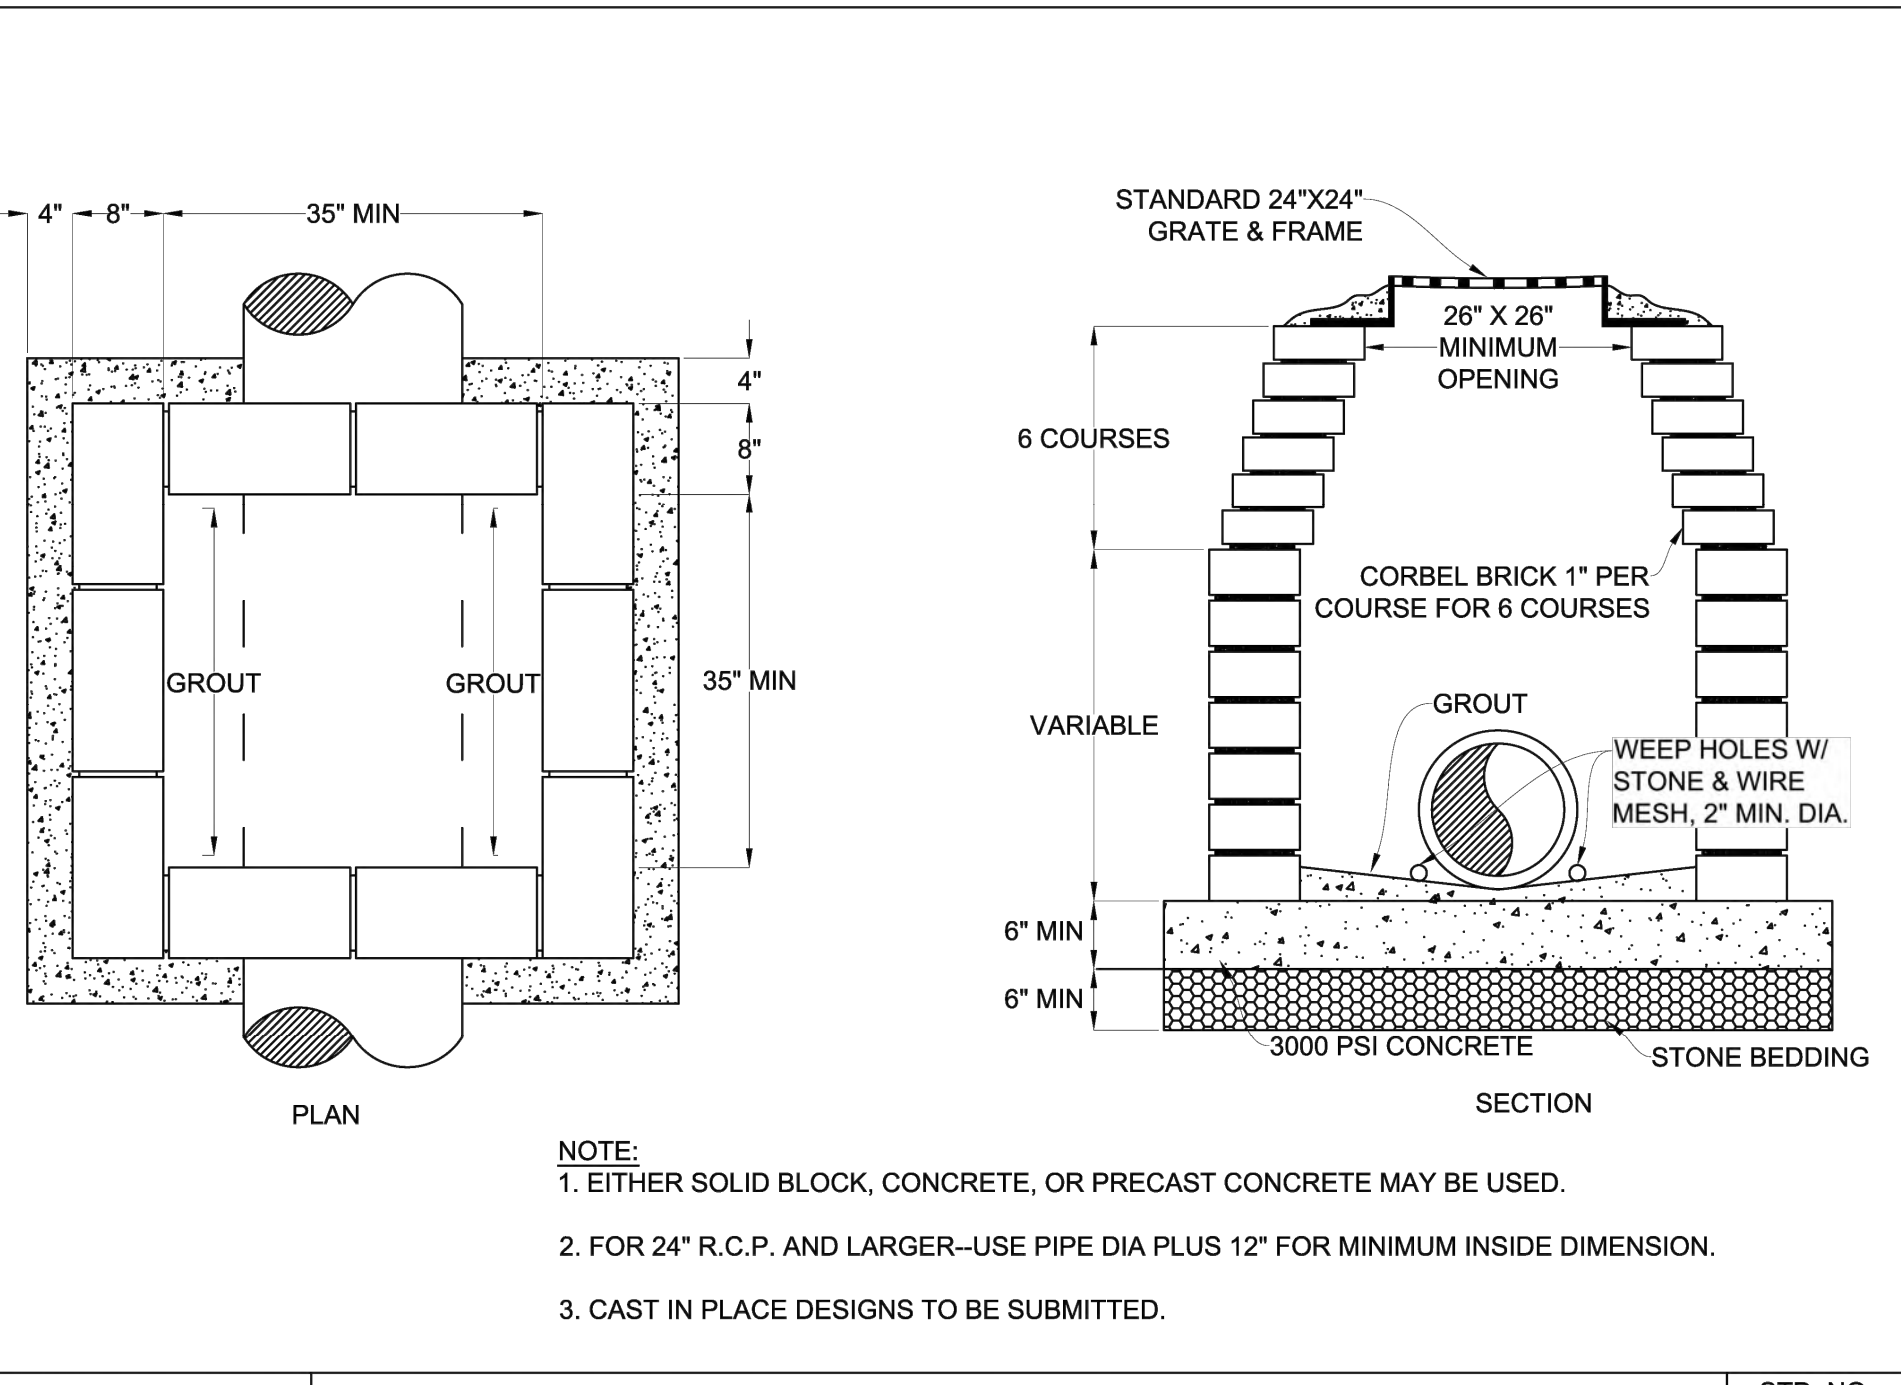 4"
8"
35" MIN
4"
8"
35" MIN
GROUT
GROUT
PLAN
STANDARD 24"X24"
GRATE & FRAME
26" X 26"
MINIMUM
OPENING
6 COURSES
CORBEL BRICK 1" PER
COURSE FOR 6 COURSES
GROUT
VARIABLE
WEEP HOLES W/
STONE & WIRE
MESH, 2" MIN. DIA.
6" MIN
6" MIN
3000 PSI CONCRETE
STONE BEDDING
SECTION
NOTE:
1. EITHER SOLID BLOCK, CONCRETE, OR PRECAST CONCRETE MAY BE USED.
2. FOR 24" R.C.P. AND LARGER--USE PIPE DIA PLUS 12" FOR MINIMUM INSIDE DIMENSION.
3. CAST IN PLACE DESIGNS TO BE SUBMITTED.